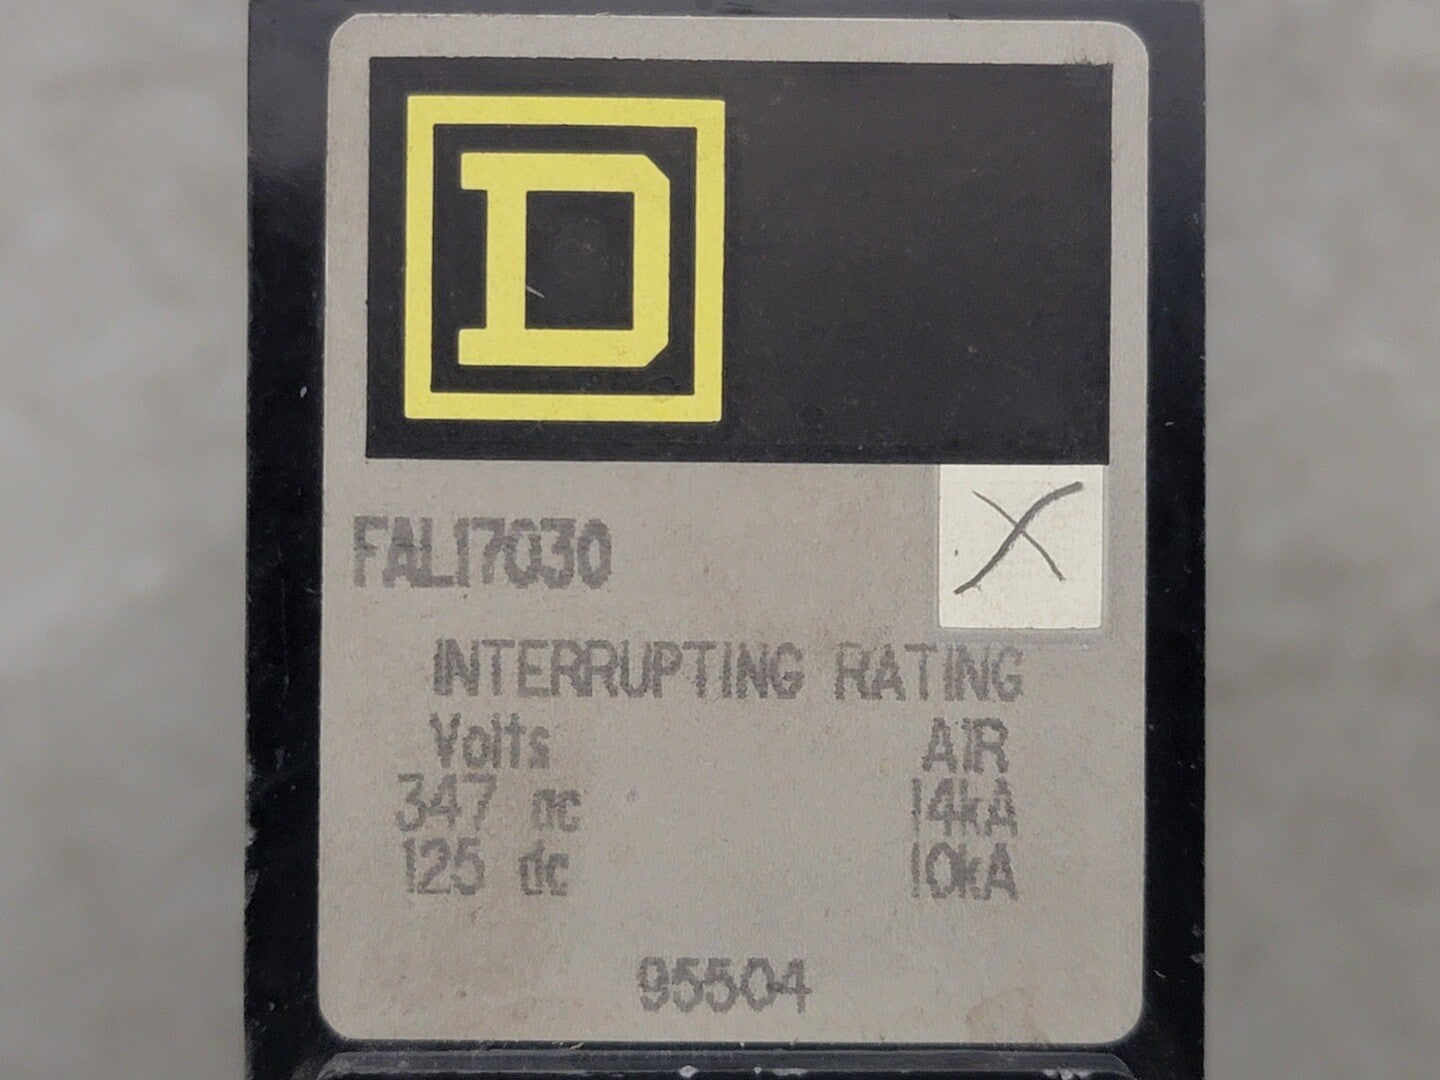 D
FAL17030
X
INTERRUPTING RATING
Volts AIR
347 ac 14kA
125 dc 10kA
95504